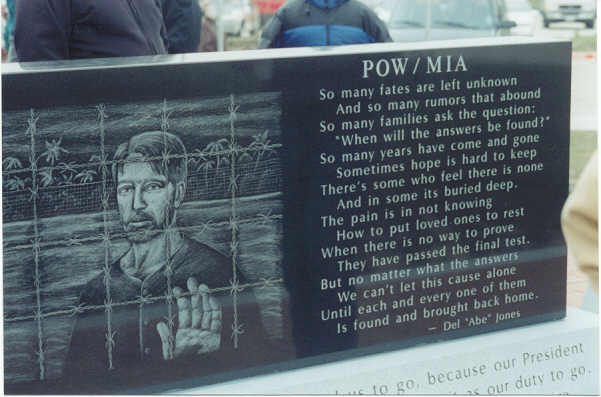 POW / MIA
So many fates are left unknown
And so many rumors that abound
So many families ask the question:
"When will the answers be found?"
So many years have come and gone
Sometimes hope is hard to keep
There's some who feel there is none
And in some its buried deep.
The pain is in not knowing
How to put loved ones to rest
When there is no way to prove
They have passed the final test.
But no matter what the answers
We can't let this cause alone
Until each and every one of them
Is found and brought back home.
— Del "Abe" Jones
us to go, because our President
as our duty to go.